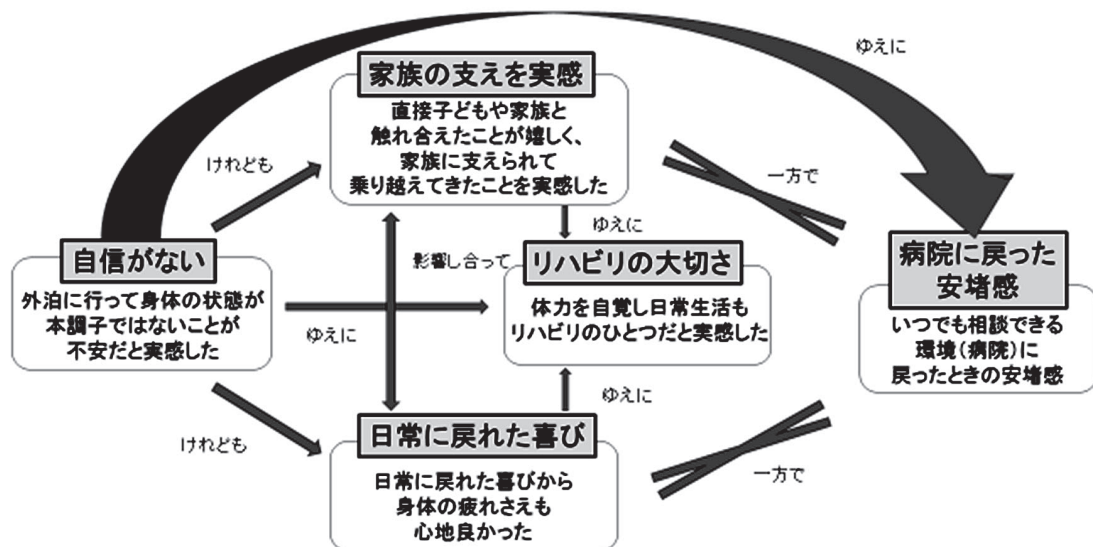 ゆえに
家族の支えを実感
直接子どもや家族と
触れ合えたことが嬉しく、
家族に支えられて
乗り越えてきたことを実感した
けれども
一方で
ゆえに
自信がない
外泊に行って身体の状態が
本調子ではないことが
不安だと実感した
影響し合って
リハビリの大切さ
体力を自覚し日常生活も
リハビリのひとつだと実感した
病院に戻った
安堵感
いつでも相談できる
環境(病院)に
戻ったときの安堵感
ゆえに
ゆえに
けれども
日常に戻れた喜び
日常に戻れた喜びから
身体の疲れさえも
心地良かった
一方で